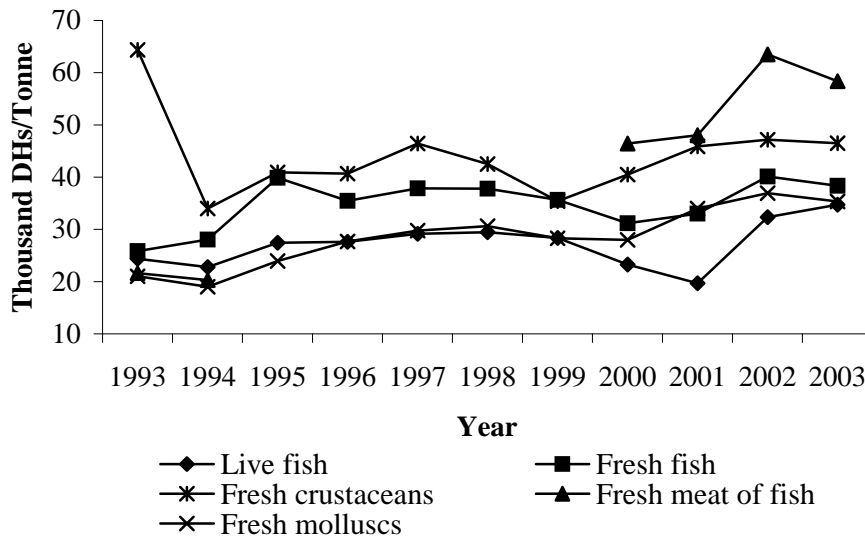 Thousand DHs/Tonne
70
60
50
40
30
20
10
1993 1994 1995 1996 1997 1998 1999 2000 2001 2002 2003
Year
Live fish Fresh fish
Fresh crustaceans Fresh meat of fish
Fresh molluscs